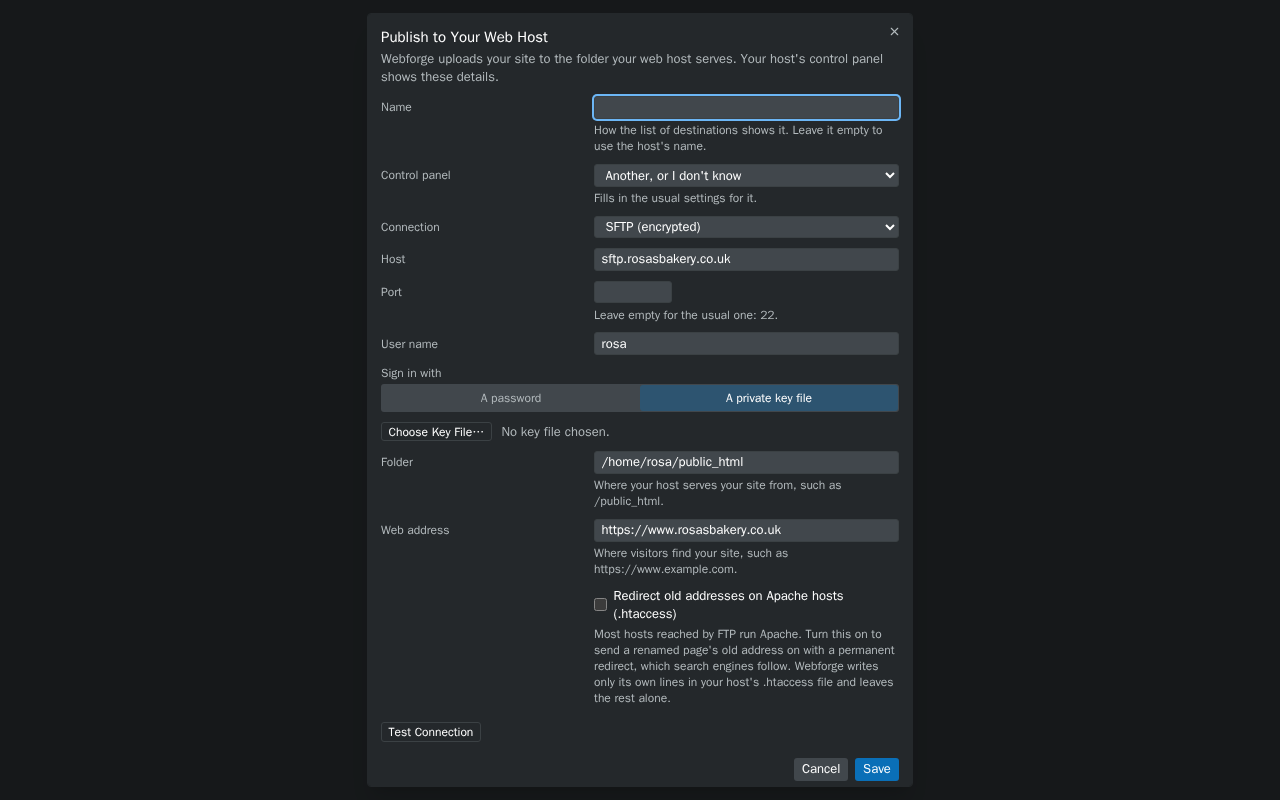 Publish to Your Web Host
×
Webforge uploads your site to the folder your web host serves. Your host's control panel
shows these details.
Name
How the list of destinations shows it. Leave it empty to
use the host's name.
Control panel
Another, or I don't know
Fills in the usual settings for it.
Connection
SFTP (encrypted)
Host
sftp.rosasbakery.co.uk
Port
Leave empty for the usual one: 22.
User name
rosa
Sign in with
A password
A private key file
Choose Key File…
No key file chosen.
Folder
/home/rosa/public_html
Where your host serves your site from, such as
/public_html.
Web address
https://www.rosasbakery.co.uk
Where visitors find your site, such as
https://www.example.com.
Redirect old addresses on Apache hosts
(.htaccess)
Most hosts reached by FTP run Apache. Turn this on to
send a renamed page's old address on with a permanent
redirect, which search engines follow. Webforge writes
only its own lines in your host's .htaccess file and leaves
the rest alone.
Test Connection
Cancel
Save